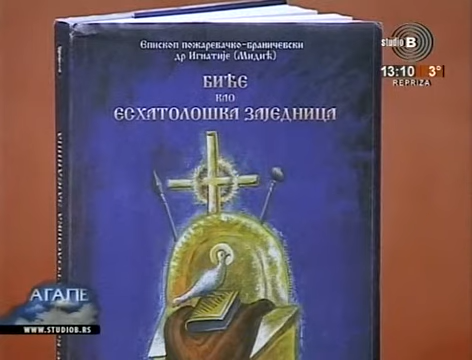 Епископ пожаревачко-браничевски
др Игнатије (Мидић)
БИЋЕ
КАО
ЕСХАТОЛОШКА ЗАЈЕДНИЦА
studio B
13:10 3°
REPRIZA
АГАПЕ
WWW.STUDIOB.RS